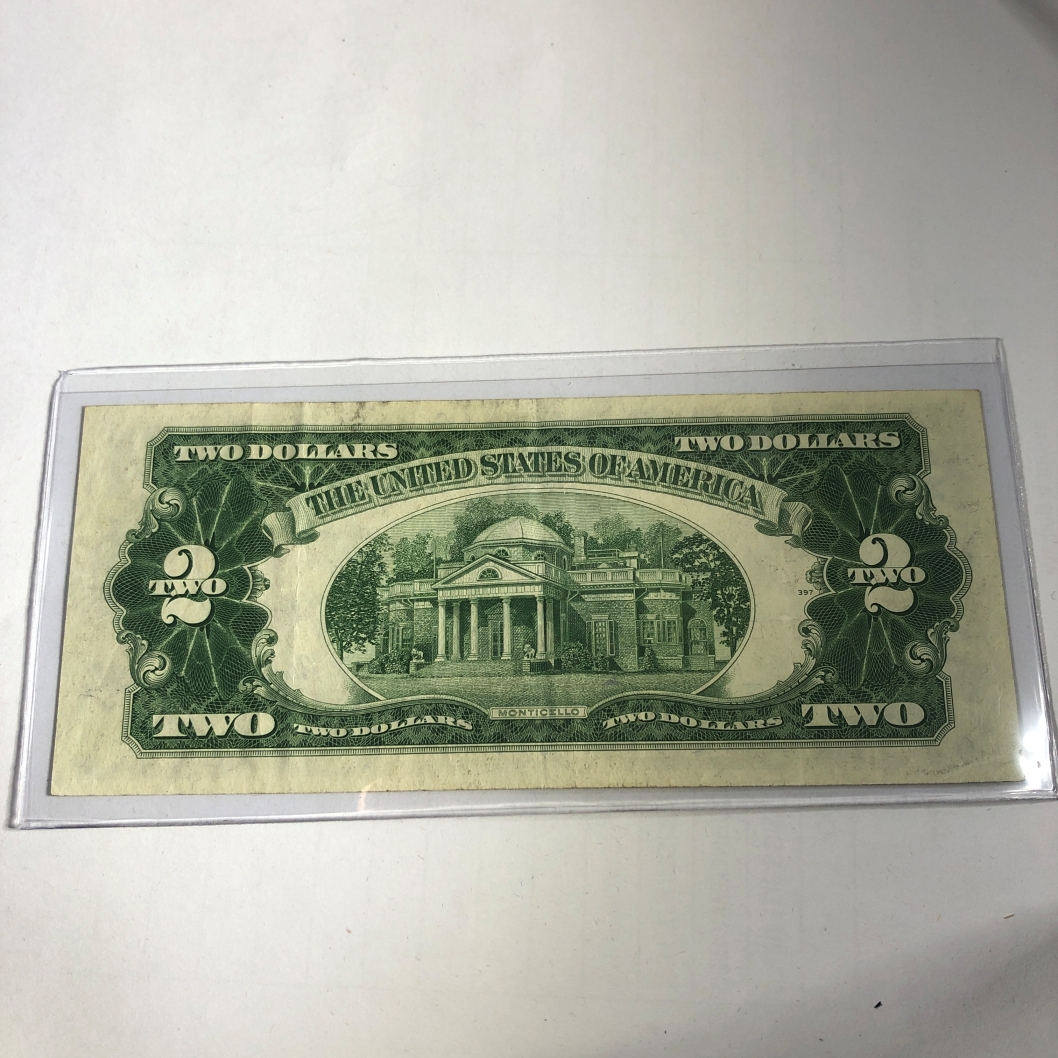 TWO DOLLARS
TWO DOLLARS
THE UNITED STATES OF AMERICA
2
TWO
2
TWO
397
TWO
TWO DOLLARS
MONTICELLO
TWO DOLLARS
TWO